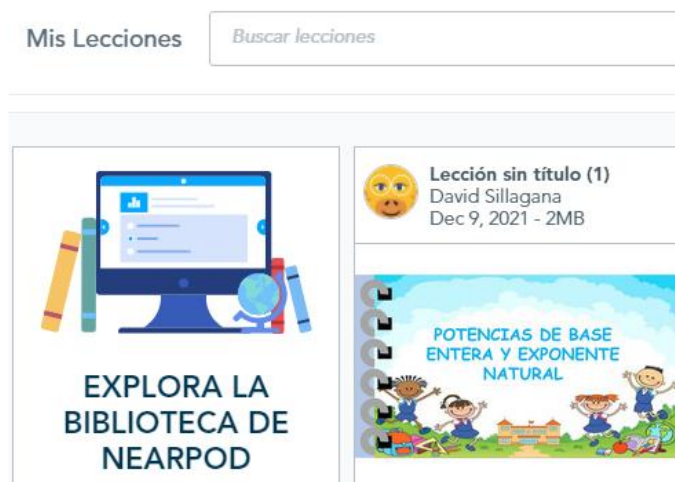 Mis Lecciones
Buscar lecciones
EXPLORA LA
BIBLIOTECA DE
NEARPOD
Lección sin título (1)
David Sillagana
Dec 9, 2021 - 2MB
POTENCIAS DE BASE
ENTERA Y EXPONENTE
NATURAL